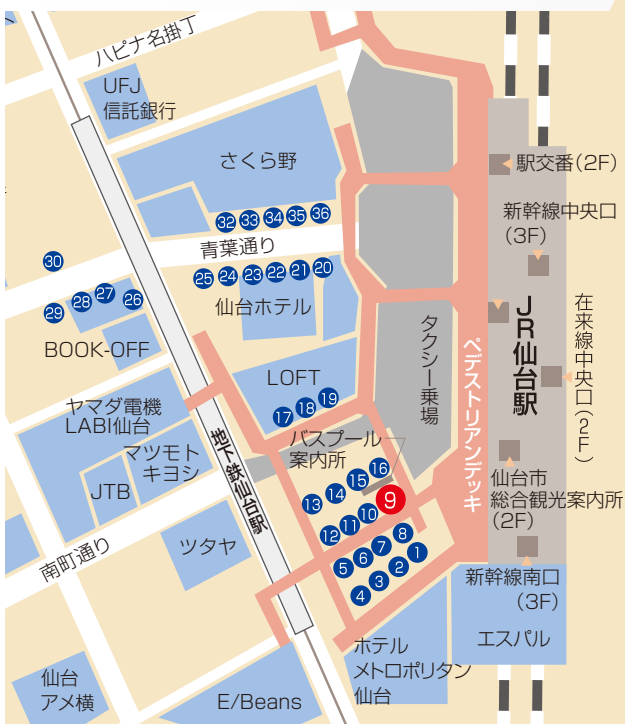 ハピナ名掛丁
UFJ
信託銀行
さくら野
駅交番(2F)
新幹線中央口
(3F)
32 33 34 35 36
青葉通り
30
25 24 23 22 21 20
29 28 27 26
仙台ホテル
BOOK-OFF
タクシー乗場
ペデストリアンデッキ
JR仙台駅
在来線中央口(2F)
LOFT
17 18 19
ヤマダ電機
LABI仙台
マツモト
キヨシ
JTB
地下鉄仙台駅
バスプール
案内所
13 14 15 16
12 11 10 9
仙台市
総合観光案内所
(2F)
南町通り
ツタヤ
5 6 7 8
4 3 2 1
新幹線南口
(3F)
エスパル
ホテル
メトロポリタン
仙台
仙台
アメ横
E/Beans